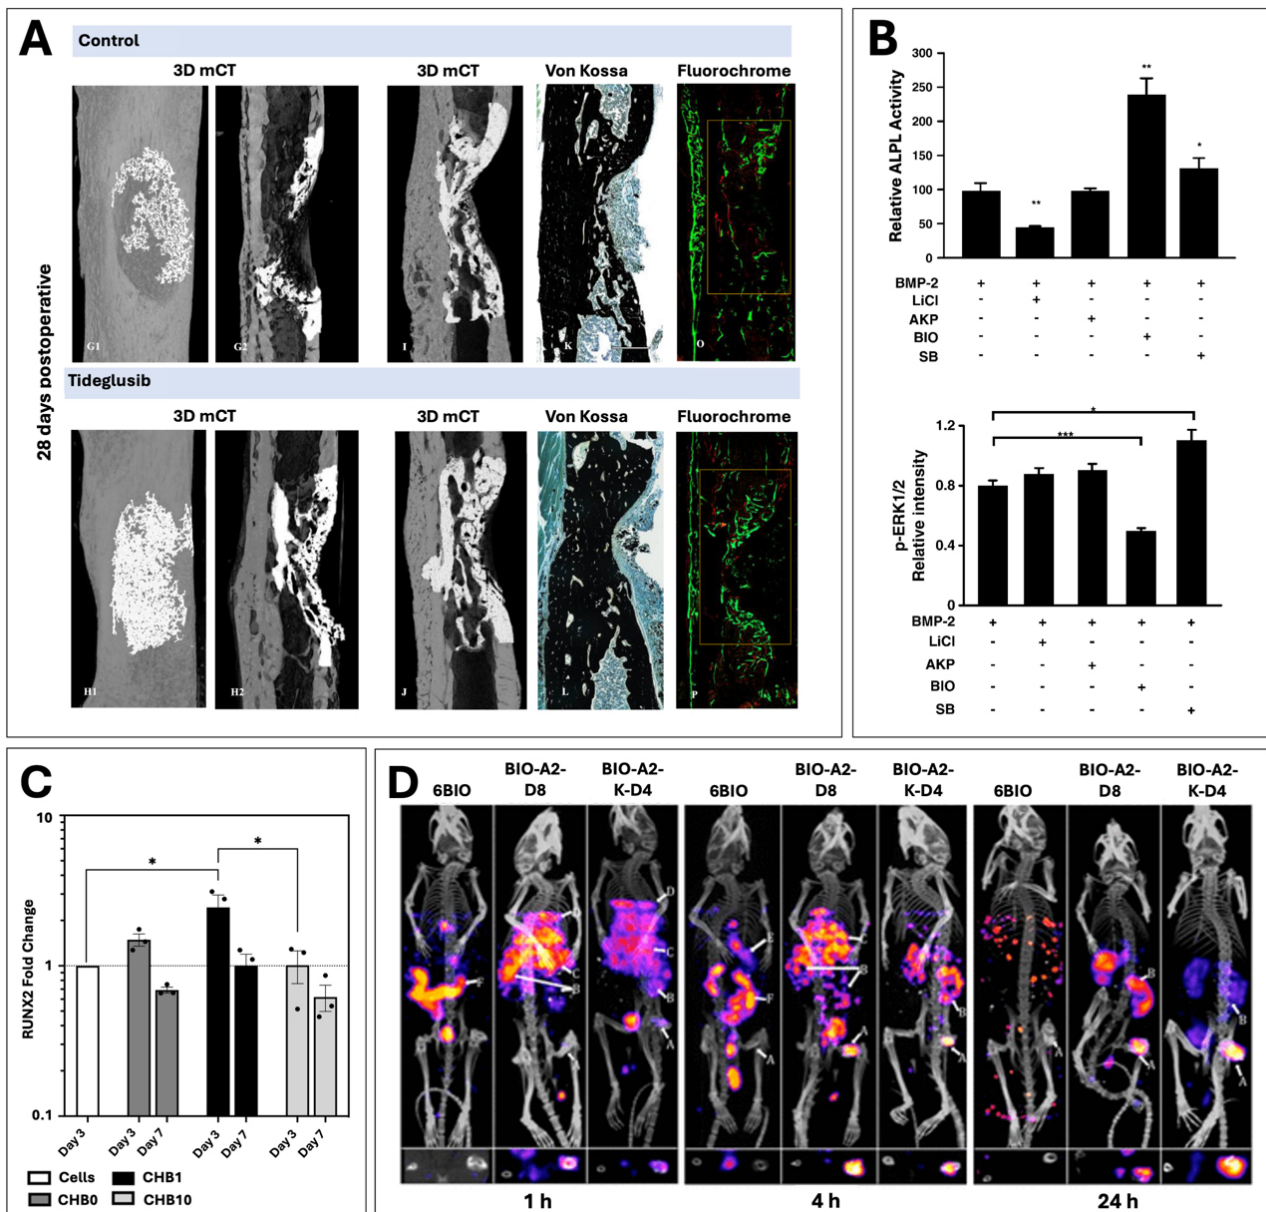 A
Control
3D mCT
3D mCT
Von Kossa
Fluorochrome
G1
G2
I
K
O
28 days postoperative
Tideglusib
3D mCT
3D mCT
Von Kossa
Fluorochrome
H1
H2
J
L
P
B
Relative ALPL Activity
300
250
200
150
100
50
0
**
**
*
BMP-2 + + + + +
LiCl - + - - -
AKP - - + - -
BIO - - - + -
SB - - - - +
p-ERK1/2
Relative intensity
1.2
0.8
0.4
0
*
***
BMP-2 + + + + +
LiCl - + - - -
AKP - - + - -
BIO - - - + -
SB - - - - +
C
RUNX2 Fold Change
10
1
0.1
*
*
Day 3
Day 3
Day 7
Day 3
Day 7
Day 3
Day 7
Cells
CHB1
CHB0
CHB10
D
6BIO
BIO-A2-
D8
BIO-A2-
K-D4
6BIO
BIO-A2-
D8
BIO-A2-
K-D4
6BIO
BIO-A2-
D8
BIO-A2-
K-D4
F
D
C
B
A
D
C
B
A
E
F
A
C
B
A
B
A
A
B
A
B
A
1 h
4 h
24 h